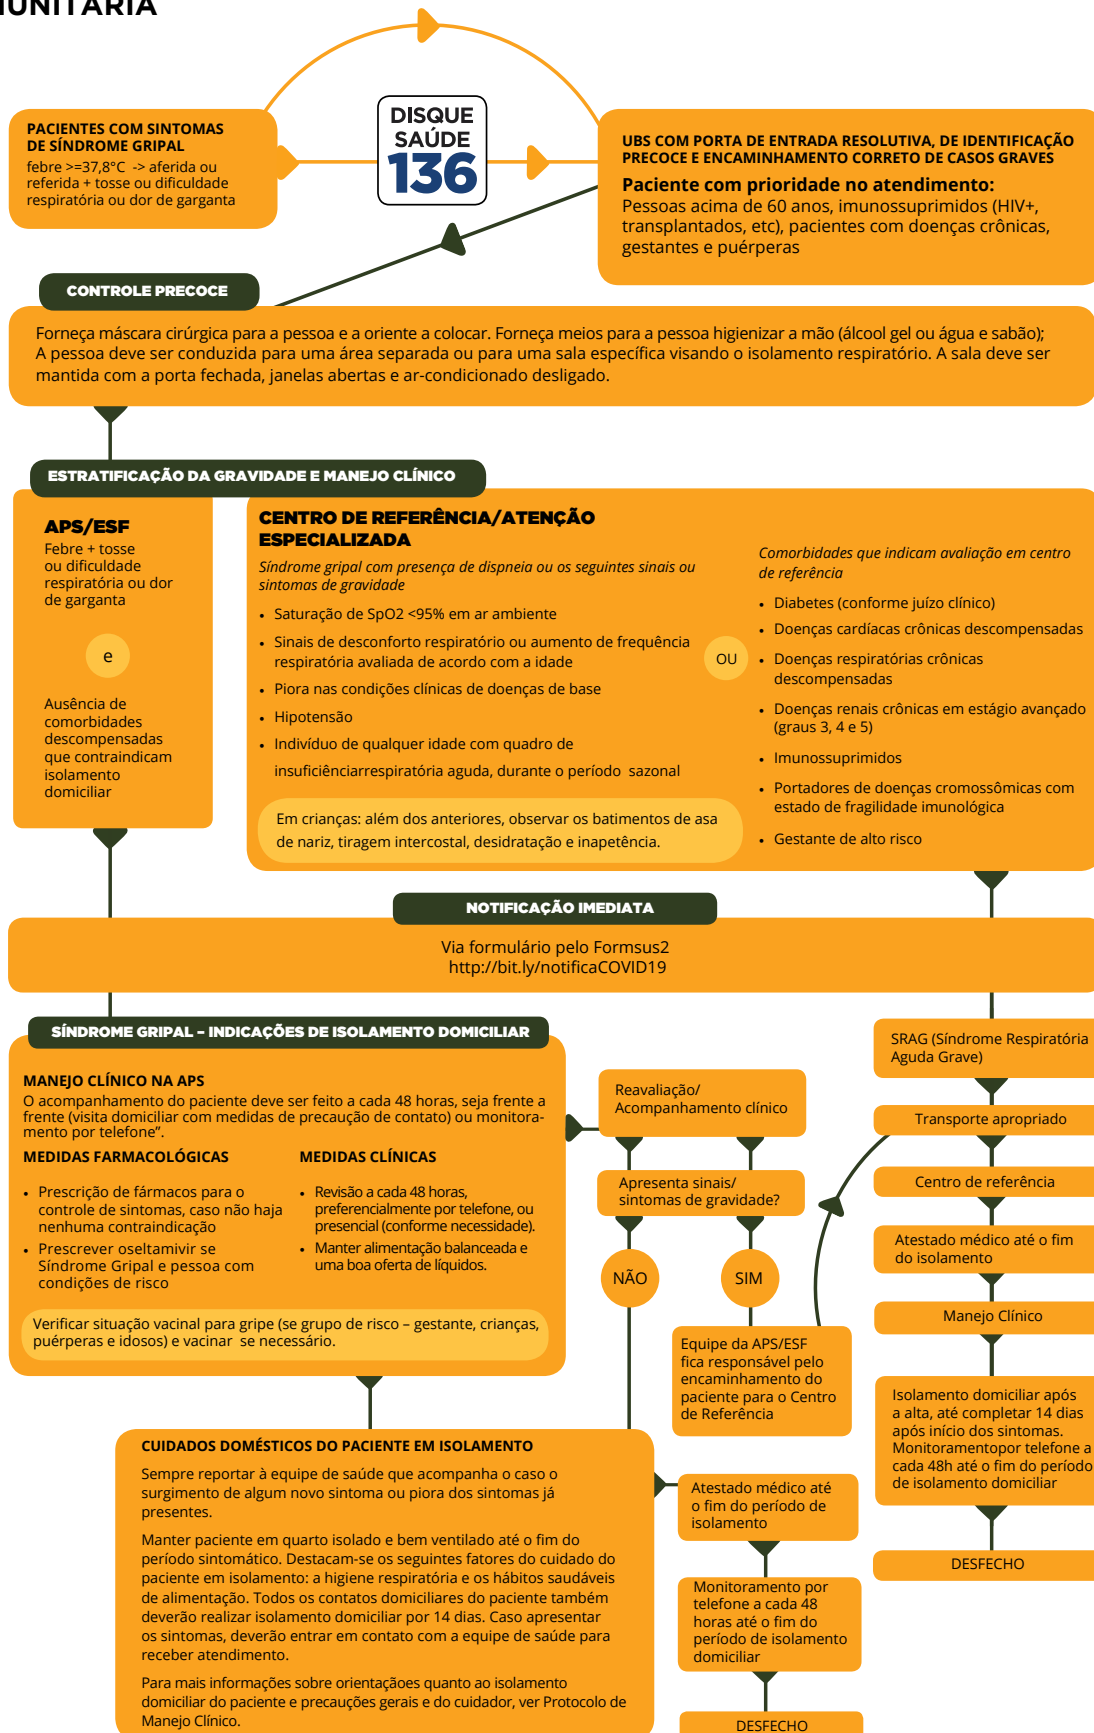 MUNITÁRIA
PACIENTES COM SINTOMAS
DE SÍNDROME GRIPAL
febre >=37,8°C -> aferida ou
referida + tosse ou dificuldade
respiratória ou dor de garganta
DISQUE
SAÚDE
136
UBS COM PORTA DE ENTRADA RESOLUTIVA, DE IDENTIFICAÇÃO
PRECOCE E ENCAMINHAMENTO CORRETO DE CASOS GRAVES
Paciente com prioridade no atendimento:
Pessoas acima de 60 anos, imunossuprimidos (HIV+,
transplantados, etc), pacientes com doenças crônicas,
gestantes e puérperas
CONTROLE PRECOCE
Forneça máscara cirúrgica para a pessoa e a oriente a colocar. Forneça meios para a pessoa higienizar a mão (álcool gel ou água e sabão);
A pessoa deve ser conduzida para uma área separada ou para uma sala específica visando o isolamento respiratório. A sala deve ser
mantida com a porta fechada, janelas abertas e ar-condicionado desligado.
ESTRATIFICAÇÃO DA GRAVIDADE E MANEJO CLÍNICO
APS/ESF
Febre + tosse
ou dificuldade
respiratória ou dor
de garganta
e
Ausência de
comorbidades
descompensadas
que contraindicam
isolamento
domiciliar
CENTRO DE REFERÊNCIA/ATENÇÃO
ESPECIALIZADA
Síndrome gripal com presença de dispneia ou os seguintes sinais ou
sintomas de gravidade
• Saturação de SpO2 <95% em ar ambiente
• Sinais de desconforto respiratório ou aumento de frequência
respiratória avaliada de acordo com a idade
• Piora nas condições clínicas de doenças de base
• Hipotensão
• Indivíduo de qualquer idade com quadro de
insuficiênciarrespiratória aguda, durante o período sazonal
Em crianças: além dos anteriores, observar os batimentos de asa
de nariz, tiragem intercostal, desidratação e inapetência.
OU
Comorbidades que indicam avaliação em centro
de referência
• Diabetes (conforme juízo clínico)
• Doenças cardíacas crônicas descompensadas
• Doenças respiratórias crônicas
descompensadas
• Doenças renais crônicas em estágio avançado
(graus 3, 4 e 5)
• Imunossuprimidos
• Portadores de doenças cromossômicas com
estado de fragilidade imunológica
• Gestante de alto risco
NOTIFICAÇÃO IMEDIATA
Via formulário pelo Formsus2
http://bit.ly/notificaCOVID19
SÍNDROME GRIPAL – INDICAÇÕES DE ISOLAMENTO DOMICILIAR
MANEJO CLÍNICO NA APS
O acompanhamento do paciente deve ser feito a cada 48 horas, seja frente a
frente (visita domiciliar com medidas de precaução de contato) ou monitora-
mento por telefone”.
MEDIDAS FARMACOLÓGICAS
• Prescrição de fármacos para o
controle de sintomas, caso não haja
nenhuma contraindicação
• Prescrever oseltamivir se
Síndrome Gripal e pessoa com
condições de risco
MEDIDAS CLÍNICAS
• Revisão a cada 48 horas,
preferencialmente por telefone, ou
presencial (conforme necessidade).
• Manter alimentação balanceada e
uma boa oferta de líquidos.
Verificar situação vacinal para gripe (se grupo de risco – gestante, crianças,
puérperas e idosos) e vacinar se necessário.
Reavaliação/
Acompanhamento clínico
Apresenta sinais/
sintomas de gravidade?
NÃO
SIM
Equipe da APS/ESF
fica responsável pelo
encaminhamento do
paciente para o Centro
de Referência
SRAG (Síndrome Respiratória
Aguda Grave)
Transporte apropriado
Centro de referência
Atestado médico até o fim
do isolamento
Manejo Clínico
Isolamento domiciliar após
a alta, até completar 14 dias
após início dos sintomas.
Monitoramentopor telefone a
cada 48h até o fim do período
de isolamento domiciliar
DESFECHO
CUIDADOS DOMÉSTICOS DO PACIENTE EM ISOLAMENTO
Sempre reportar à equipe de saúde que acompanha o caso o
surgimento de algum novo sintoma ou piora dos sintomas já
presentes.
Manter paciente em quarto isolado e bem ventilado até o fim do
período sintomático. Destacam-se os seguintes fatores do cuidado do
paciente em isolamento: a higiene respiratória e os hábitos saudáveis
de alimentação. Todos os contatos domiciliares do paciente também
deverão realizar isolamento domiciliar por 14 dias. Caso apresentar
os sintomas, deverão entrar em contato com a equipe de saúde para
receber atendimento.
Para mais informações sobre orientaçãoes quanto ao isolamento
domiciliar do paciente e precauções gerais e do cuidador, ver Protocolo de
Manejo Clínico.
Atestado médico até
o fim do período de
isolamento
Monitoramento por
telefone a cada 48
horas até o fim do
período de isolamento
domiciliar
DESFECHO